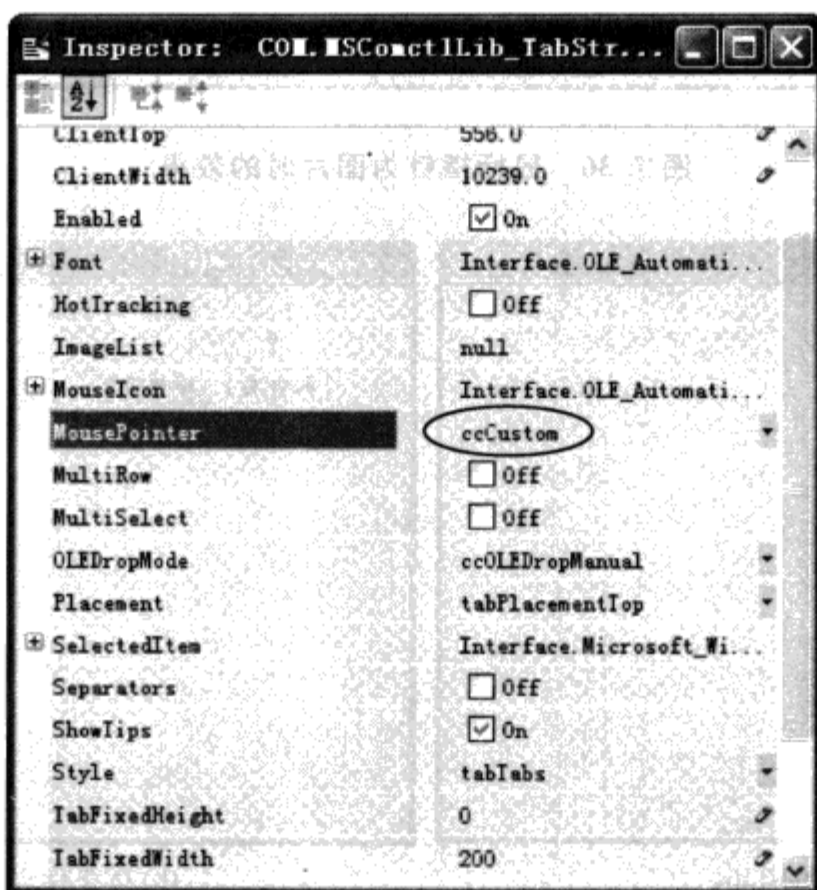 Inspector: COM.MSComctlLib_TabStr...
ClientTop 556.0
ClientWidth 10239.0
Enabled On
Font Interface.OLE_Automati...
HotTracking Off
ImageList null
MouseIcon Interface.OLE_Automati...
MousePointer ccCustom
MultiRow Off
MultiSelect Off
OLEDropMode ccOLEDropManual
Placement tabPlacementTop
SelectedItem Interface.Microsoft_Wi...
Separators Off
ShowTips On
Style tabTabs
TabFixedHeight 0
TabFixedWidth 200